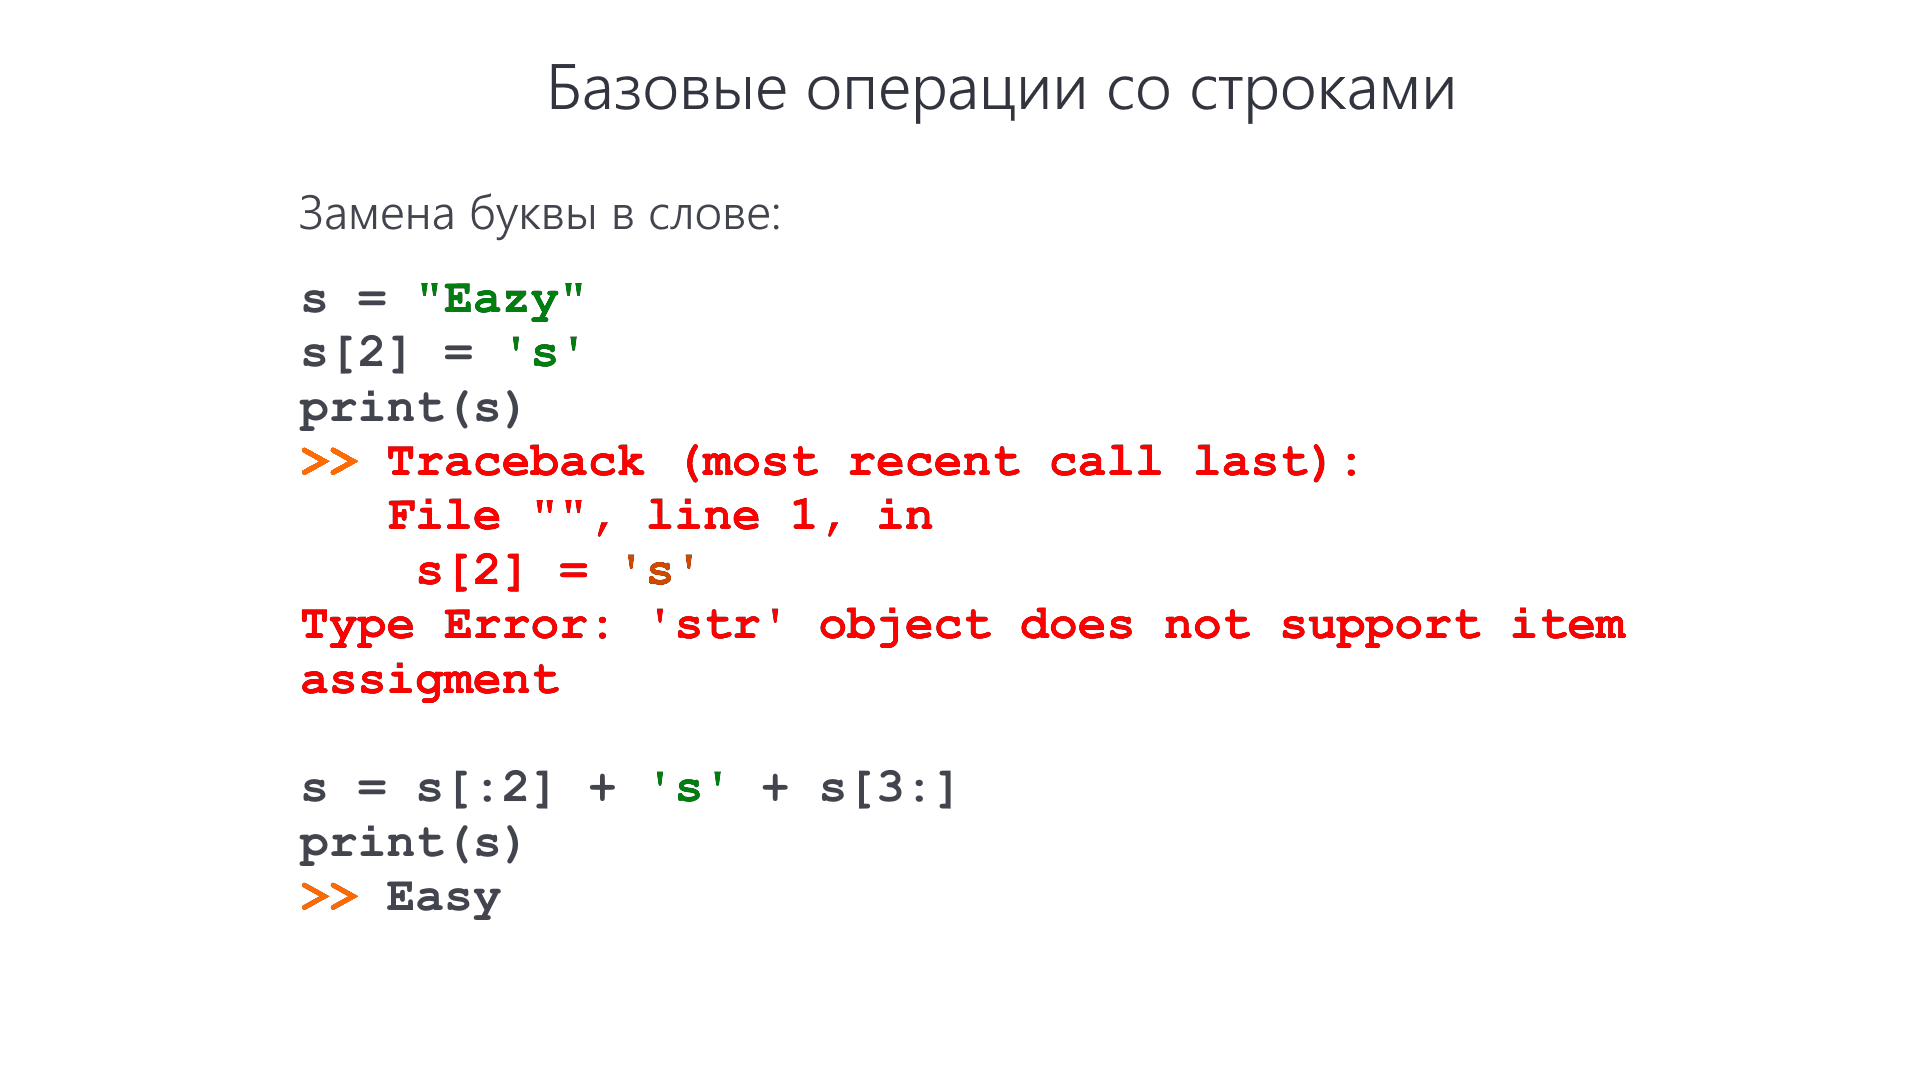 Базовые операции со строками
Замена буквы в слове:
s = "Eazy"
s[2] = 's'
print(s)
>> Traceback (most recent call last):
File "", line 1, in
s[2] = 's'
Type Error: 'str' object does not support item
assigment
s = s[:2] + 's' + s[3:]
print(s)
>> Easy